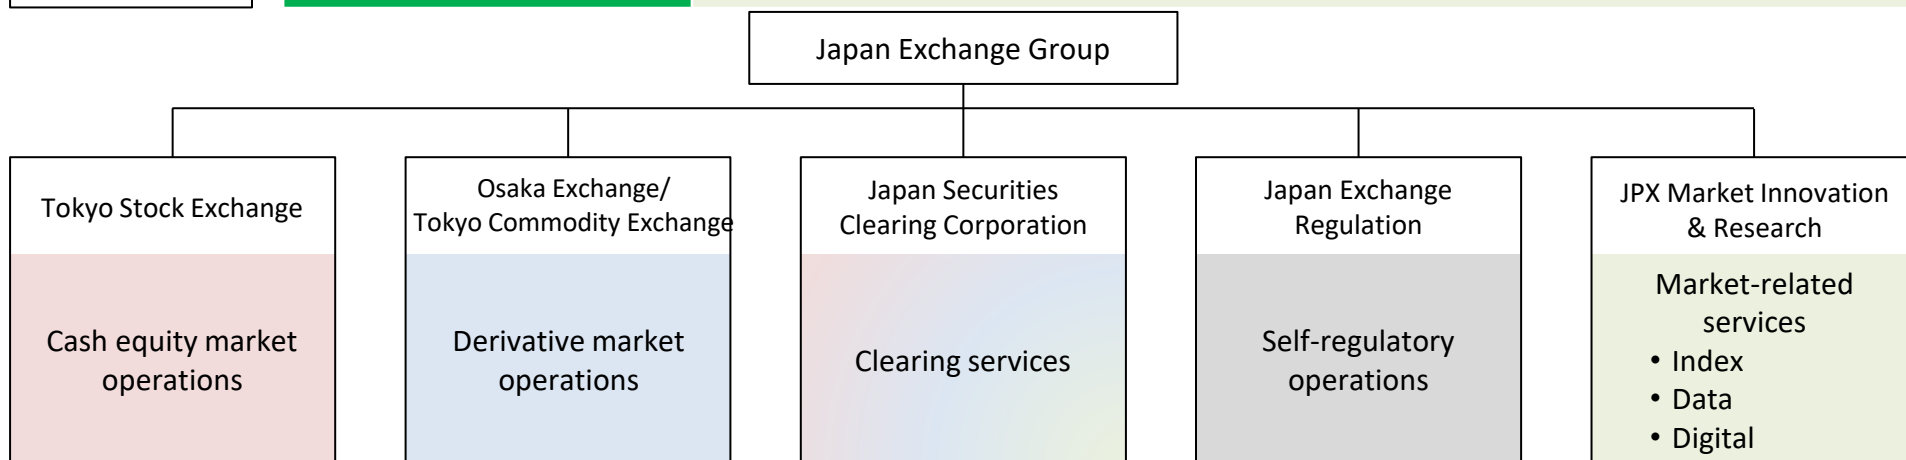 Japan Exchange Group
Tokyo Stock Exchange
Cash equity market
operations
Osaka Exchange/
Tokyo Commodity Exchange
Derivative market
operations
Japan Securities
Clearing Corporation
Clearing services
Japan Exchange
Regulation
Self-regulatory
operations
JPX Market Innovation
& Research
Market-related
services
• Index
• Data
• Digital